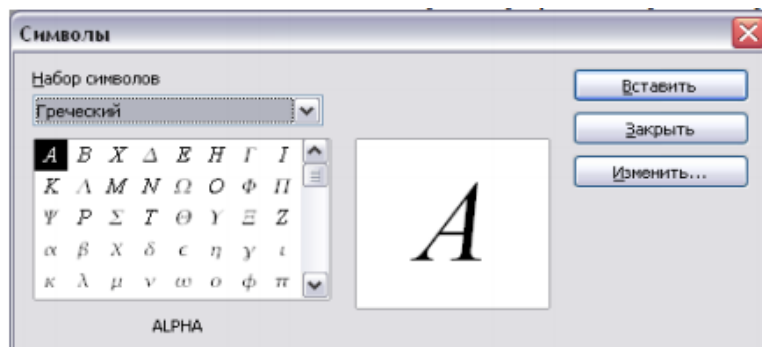 Символы
Набор символов
Греческий
Α Β Χ Δ Ε Η Γ Ι
Κ Λ Μ Ν Ω Ο Φ Π
Ψ Ρ Σ Τ Θ Υ Ξ Ζ
α β χ δ ϵ η γ ι
κ λ μ ν ω ο ϕ π
ALPHA
Α
Вставить
Закрыть
Изменить...